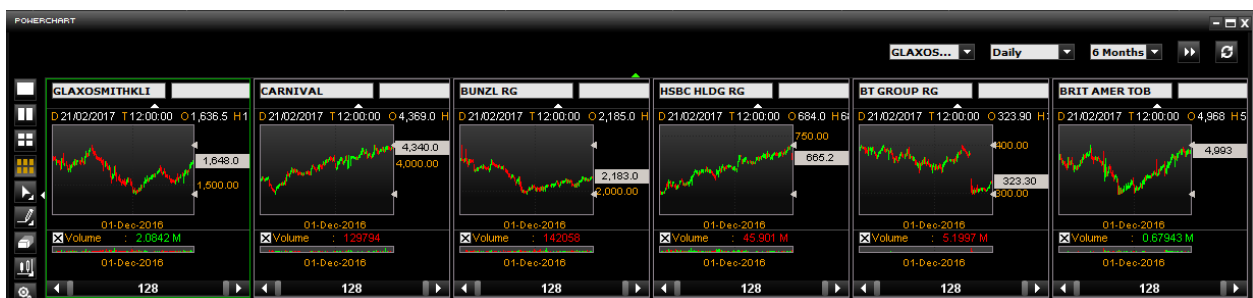 POWERCHART
GLAXOS... Daily 6 Months
GLAXOSMITHKLI CARNIVAL BUNZL RG HSBC HLDG RG BT GROUP RG BRIT AMER TOB
D 21/02/2017 T 12:00:00 O 1,636.5 H 1 D 21/02/2017 T 12:00:00 O 4,369.0 H D 21/02/2017 T 12:00:00 O 2,185.0 H D 21/02/2017 T 12:00:00 O 684.0 H 6 D 21/02/2017 T 12:00:00 O 323.90 H D 21/02/2017 T 12:00:00 O 4,968 H 5
750.00
400.00
4,340.0
4,993
1,648.0 4,000.00 665.2
2,183.0 323.30
1,500.00 2,000.00 300.00
01-Dec-2016 01-Dec-2016 01-Dec-2016 01-Dec-2016 01-Dec-2016 01-Dec-2016
Volume : 2.0842 M Volume : 129794 Volume : 142058 Volume : 45.901 M Volume : 5.1997 M Volume : 0.67943 M
01-Dec-2016 01-Dec-2016 01-Dec-2016 01-Dec-2016 01-Dec-2016 01-Dec-2016
128 128 128 128 128 128